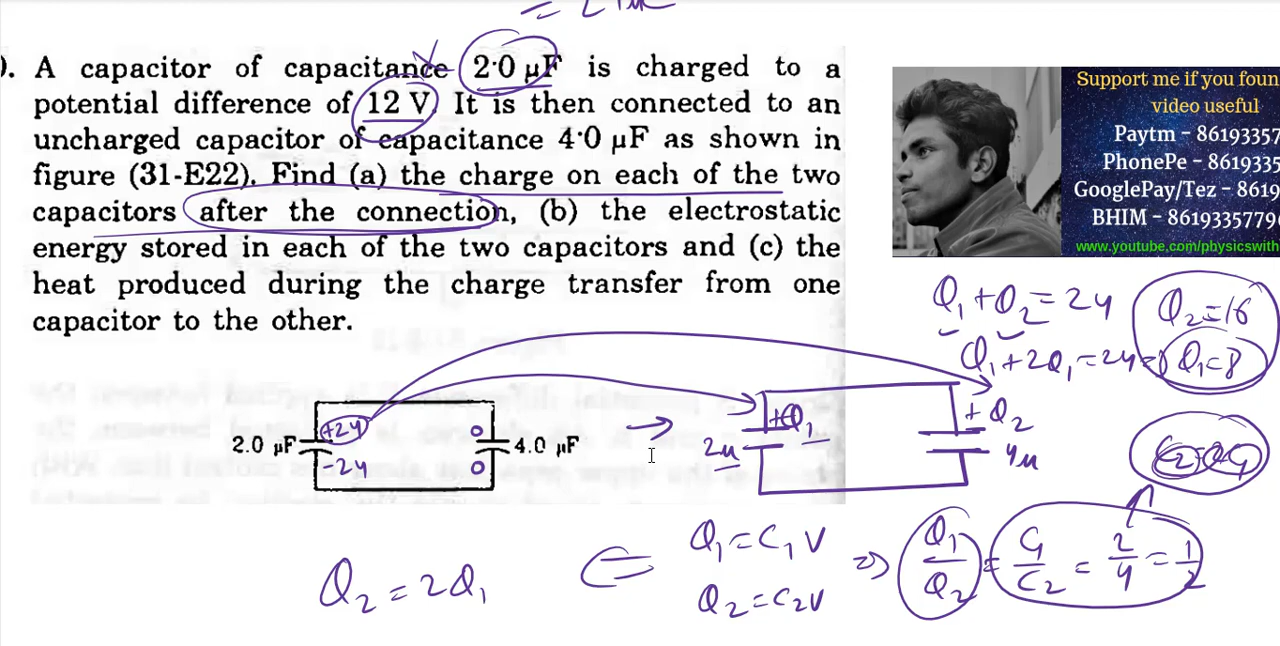 ). A capacitor of capacitance 2·0 μF is charged to a
potential difference of 12 V. It is then connected to an
uncharged capacitor of capacitance 4·0 μF as shown in
figure (31-E22). Find (a) the charge on each of the two
capacitors after the connection, (b) the electrostatic
energy stored in each of the two capacitors and (c) the
heat produced during the charge transfer from one
capacitor to the other.
Support me if you foun
video useful
Paytm - 86193357
PhonePe - 8619335
GooglePay/Tez - 8619
BHIM - 8619335779
www.youtube.com/physicswith
Q₁ + Q₂ = 24
Q₂ = 16
Q₁ + 2Q₁ = 24 ⇒ Q₁ = 8
2.0 μF
+24
-24
0
0
4.0 μF
→
+Q₁
2μ
+Q₂
4μ
Q₁ = C₁V
Q₂ = C₂V
⇒ Q₁/Q₂ = C₁/C₂ = 2/4 = 1/2
Q₂ = 2Q₁